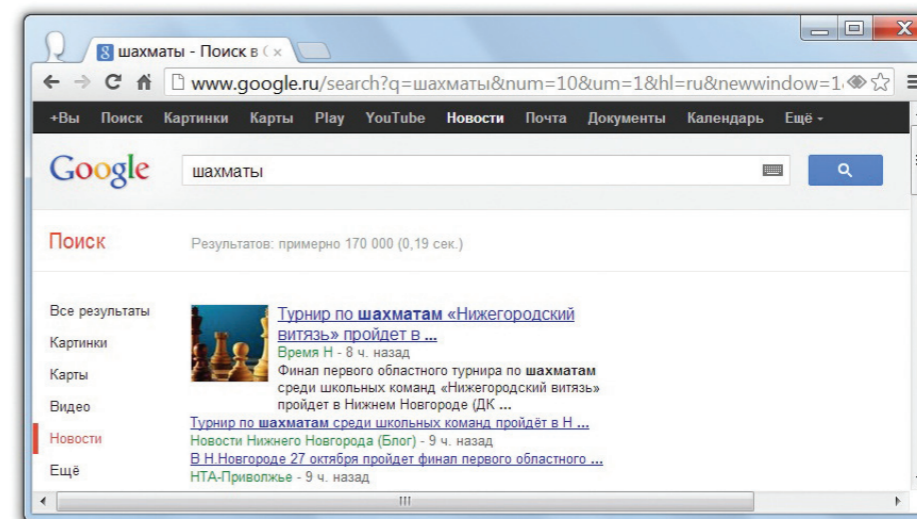 шахматы - Поиск в
www.google.ru/search?q=шахматы&num=10&um=1&hl=ru&newwindow=1
+Вы Поиск Картинки Карты Play YouTube Новости Почта Документы Календарь Ещё
Google шахматы
Поиск Результатов: примерно 170 000 (0,19 сек.)
Все результаты
Картинки
Карты
Видео
Новости
Ещё
Турнир по шахматам «Нижегородский
витязь» пройдет в ...
Время Н - 8 ч. назад
Финал первого областного турнира по шахматам
среди школьных команд «Нижегородский витязь»
пройдет в Нижнем Новгороде (ДК ...
Турнир по шахматам среди школьных команд пройдёт в Н ...
Новости Нижнего Новгорода (Блог) - 9 ч. назад
В Н.Новгороде 27 октября пройдет финал первого областного ...
НТА-Приволжье - 9 ч. назад